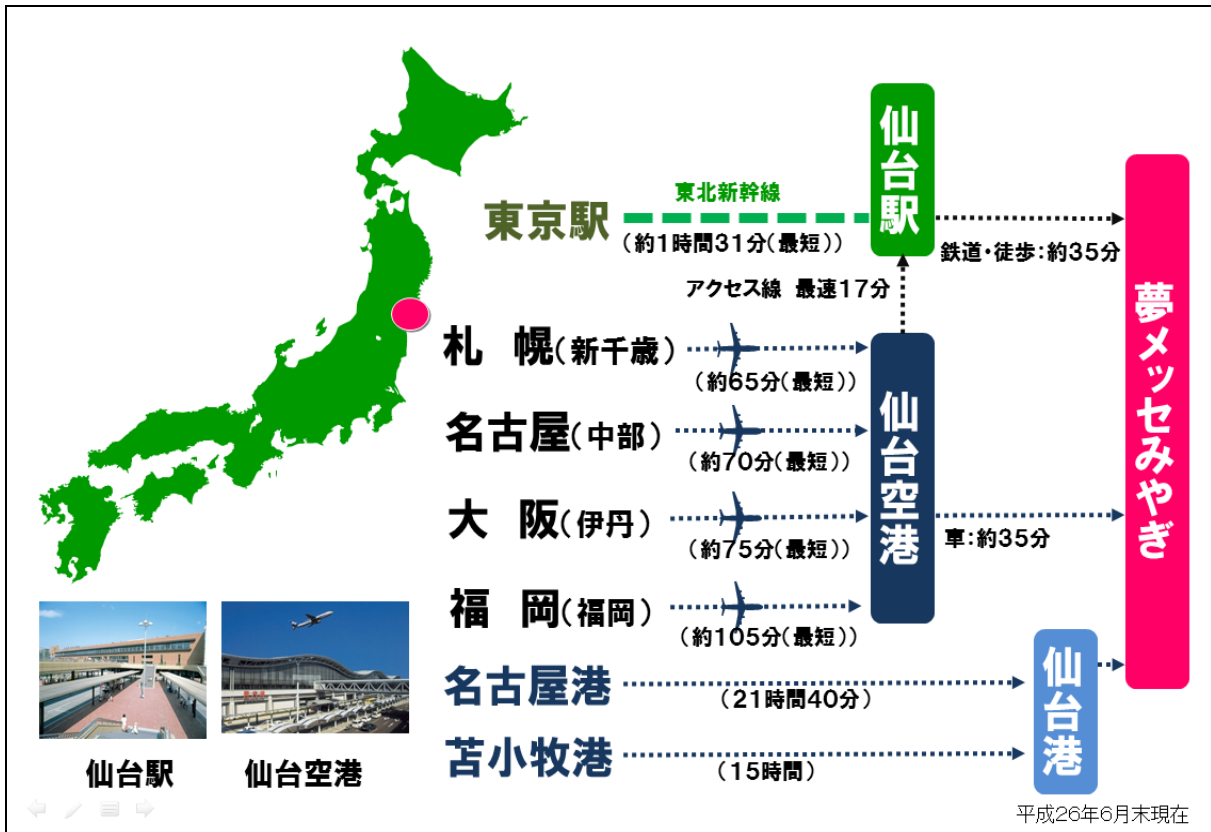 東北新幹線
東京駅
(約1時間31分(最短))
仙台駅
鉄道・徒歩:約35分
アクセス線 最速17分
札 幌(新千歳)
(約65分(最短))
名古屋(中部)
(約70分(最短))
大 阪(伊丹)
(約75分(最短))
福 岡(福岡)
(約105分(最短))
仙台空港
車:約35分
夢メッセみやぎ
名古屋港
(21時間40分)
苫小牧港
(15時間)
仙台港
仙台駅
仙台空港
平成26年6月末現在